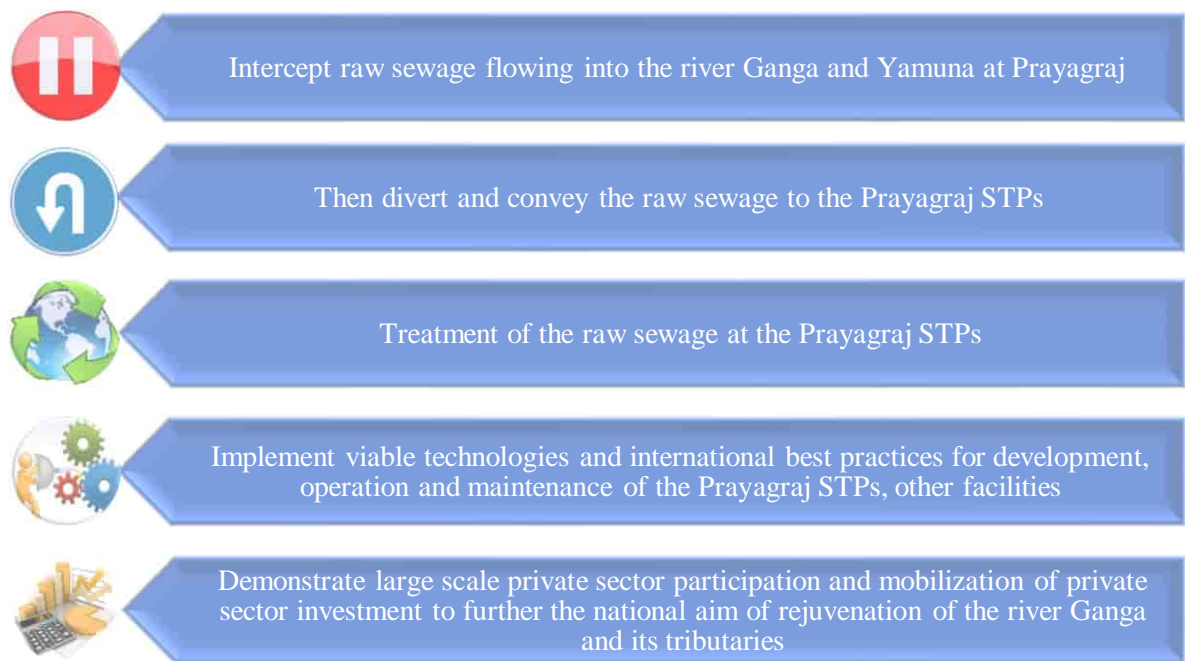 Intercept raw sewage flowing into the river Ganga and Yamuna at Prayagraj
Then divert and convey the raw sewage to the Prayagraj STPs
Treatment of the raw sewage at the Prayagraj STPs
Implement viable technologies and international best practices for development,
operation and maintenance of the Prayagraj STPs, other facilities
Demonstrate large scale private sector participation and mobilization of private
sector investment to further the national aim of rejuvenation of the river Ganga
and its tributaries